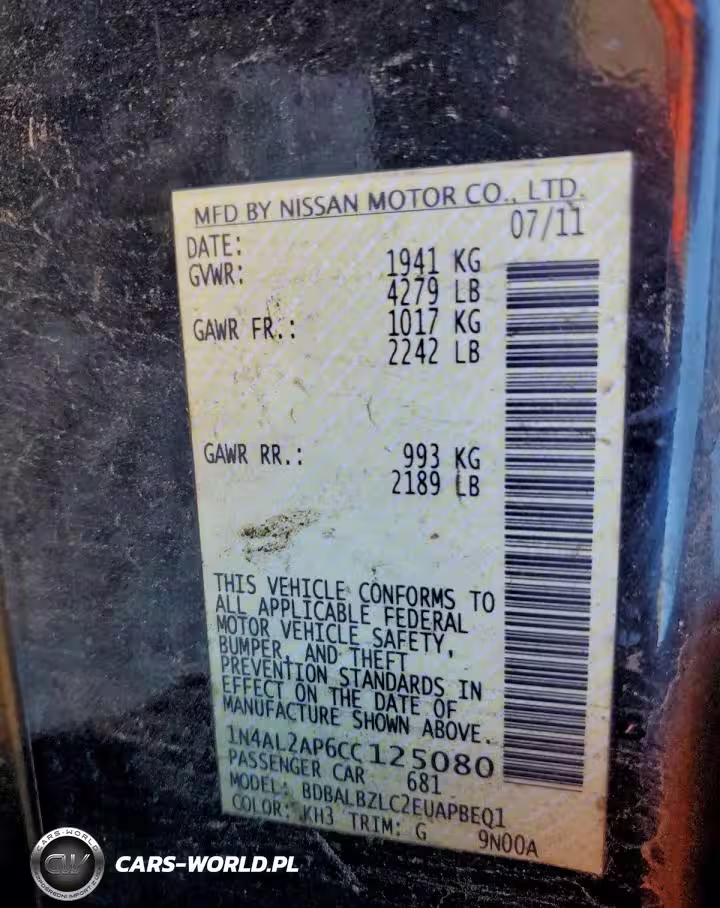 MFD BY NISSAN MOTOR CO., LTD.
DATE: 07/11
GVWR: 1941 KG
4279 LB
GAWR FR.: 1017 KG
2242 LB
GAWR RR.: 993 KG
2189 LB
THIS VEHICLE CONFORMS TO
ALL APPLICABLE FEDERAL
MOTOR VEHICLE SAFETY,
BUMPER, AND THEFT
PREVENTION STANDARDS IN
EFFECT ON THE DATE OF
MANUFACTURE SHOWN ABOVE.
1N4AL2AP6CC125080
PASSENGER CAR 681
MODEL: BDBALBZLC2EUAPBEQ1
COLOR: KH3 TRIM: G 9N00A
CARS-WORLD
CW
CARS-WORLD.PL